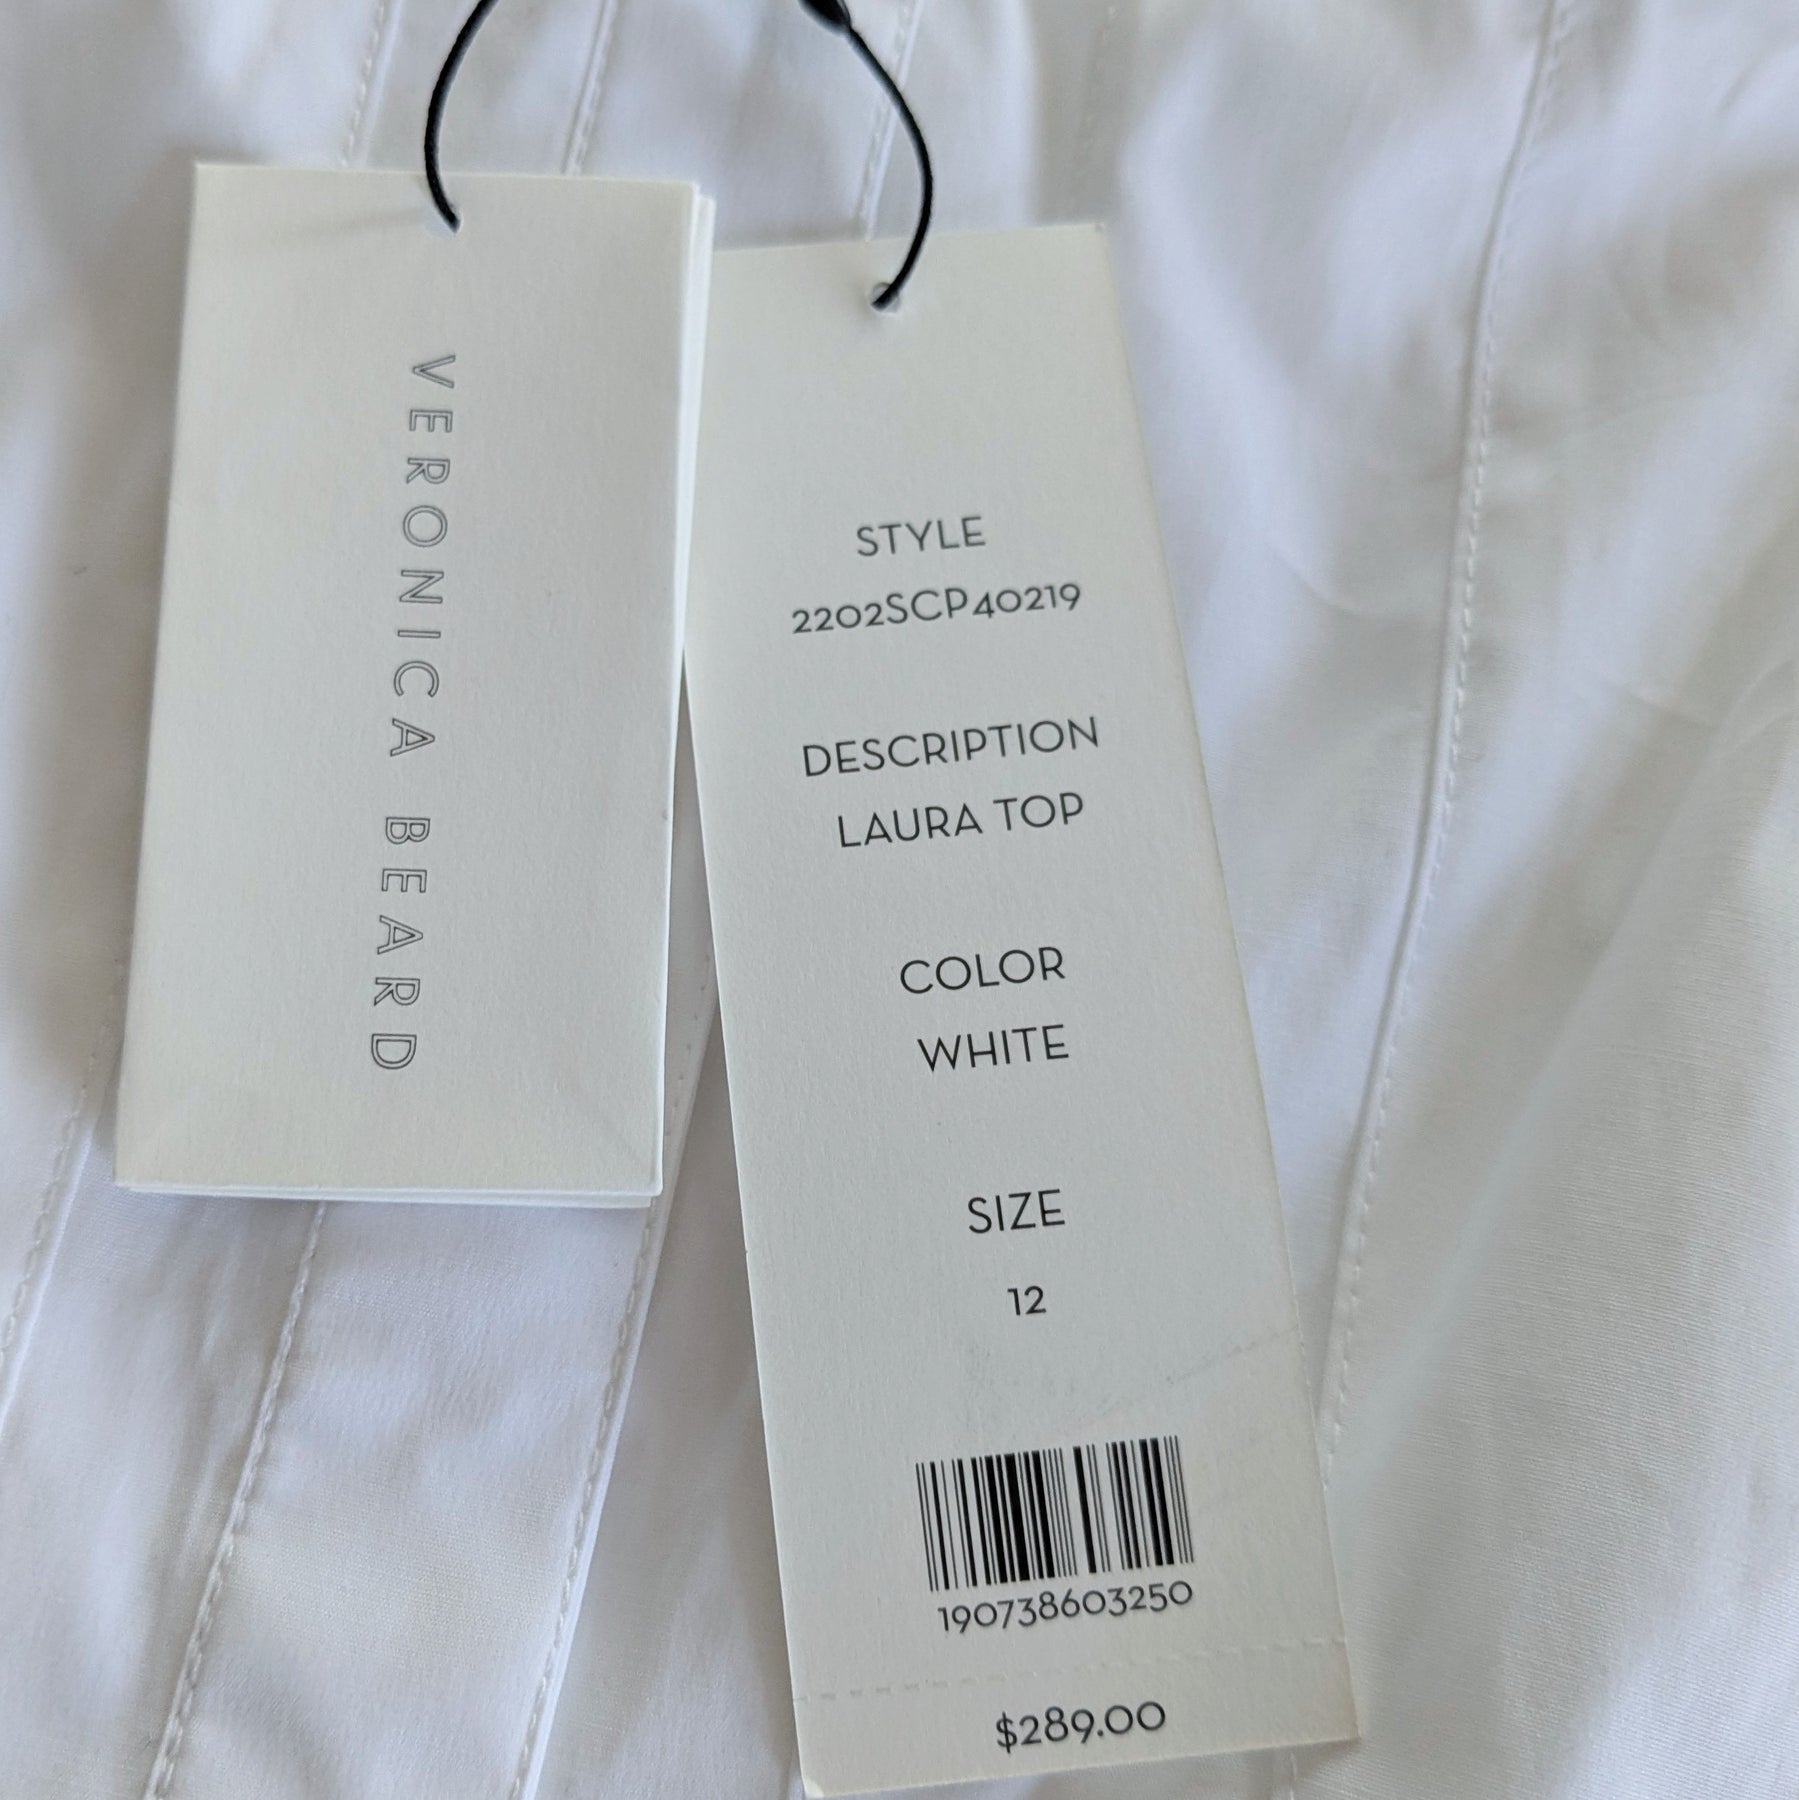 VERONICA BEARD
STYLE
2202SCP40219
DESCRIPTION
LAURA TOP
COLOR
WHITE
SIZE
12
190738603250
$289.00